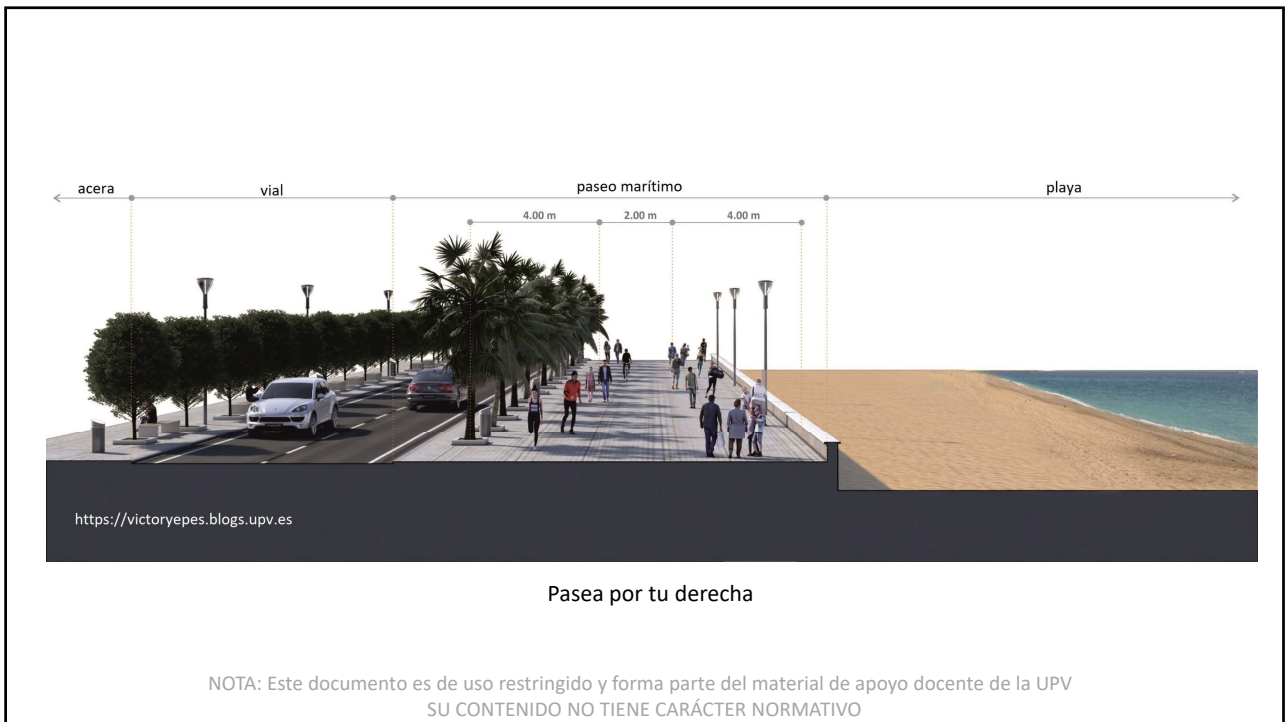 acera
vial
paseo marítimo
playa
4.00 m
2.00 m
4.00 m
https://victoryepes.blogs.upv.es
Pasea por tu derecha
NOTA: Este documento es de uso restringido y forma parte del material de apoyo docente de la UPV
SU CONTENIDO NO TIENE CARÁCTER NORMATIVO